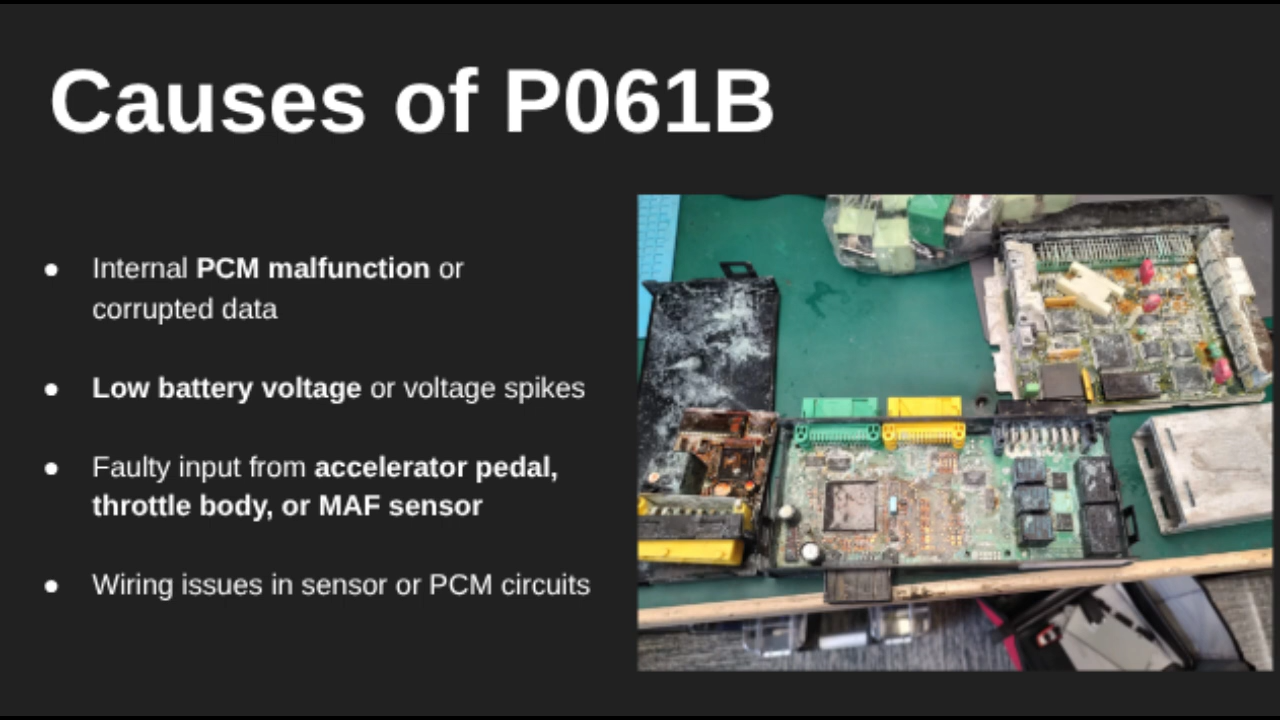 Causes of P061B
● Internal PCM malfunction or
corrupted data
● Low battery voltage or voltage spikes
● Faulty input from accelerator pedal,
throttle body, or MAF sensor
● Wiring issues in sensor or PCM circuits